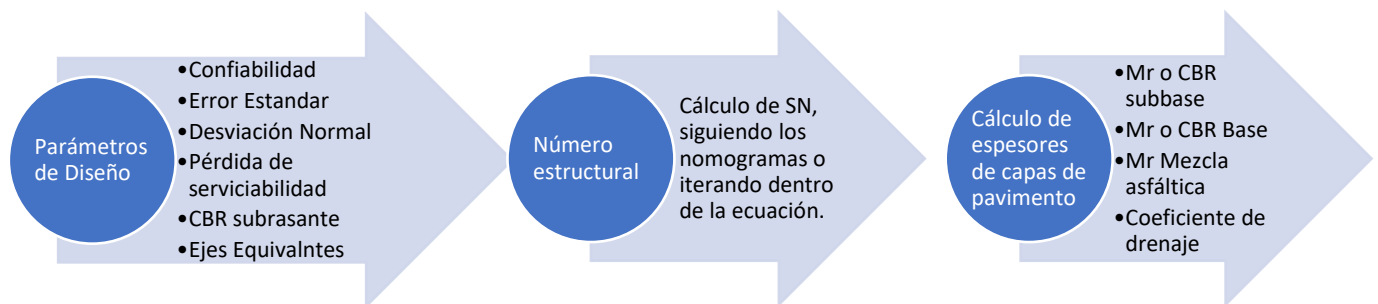 Parámetros
de Diseño
•Confiabilidad
•Error Estandar
•Desviación Normal
•Pérdida de
serviciabilidad
•CBR subrasante
•Ejes Equivalntes
Número
estructural
Cálculo de SN,
siguiendo los
nomogramas o
iterando dentro
de la ecuación.
Cálculo de
espesores
de capas de
pavimento
•Mr o CBR
subbase
•Mr o CBR Base
•Mr Mezcla
asfáltica
•Coeficiente de
drenaje